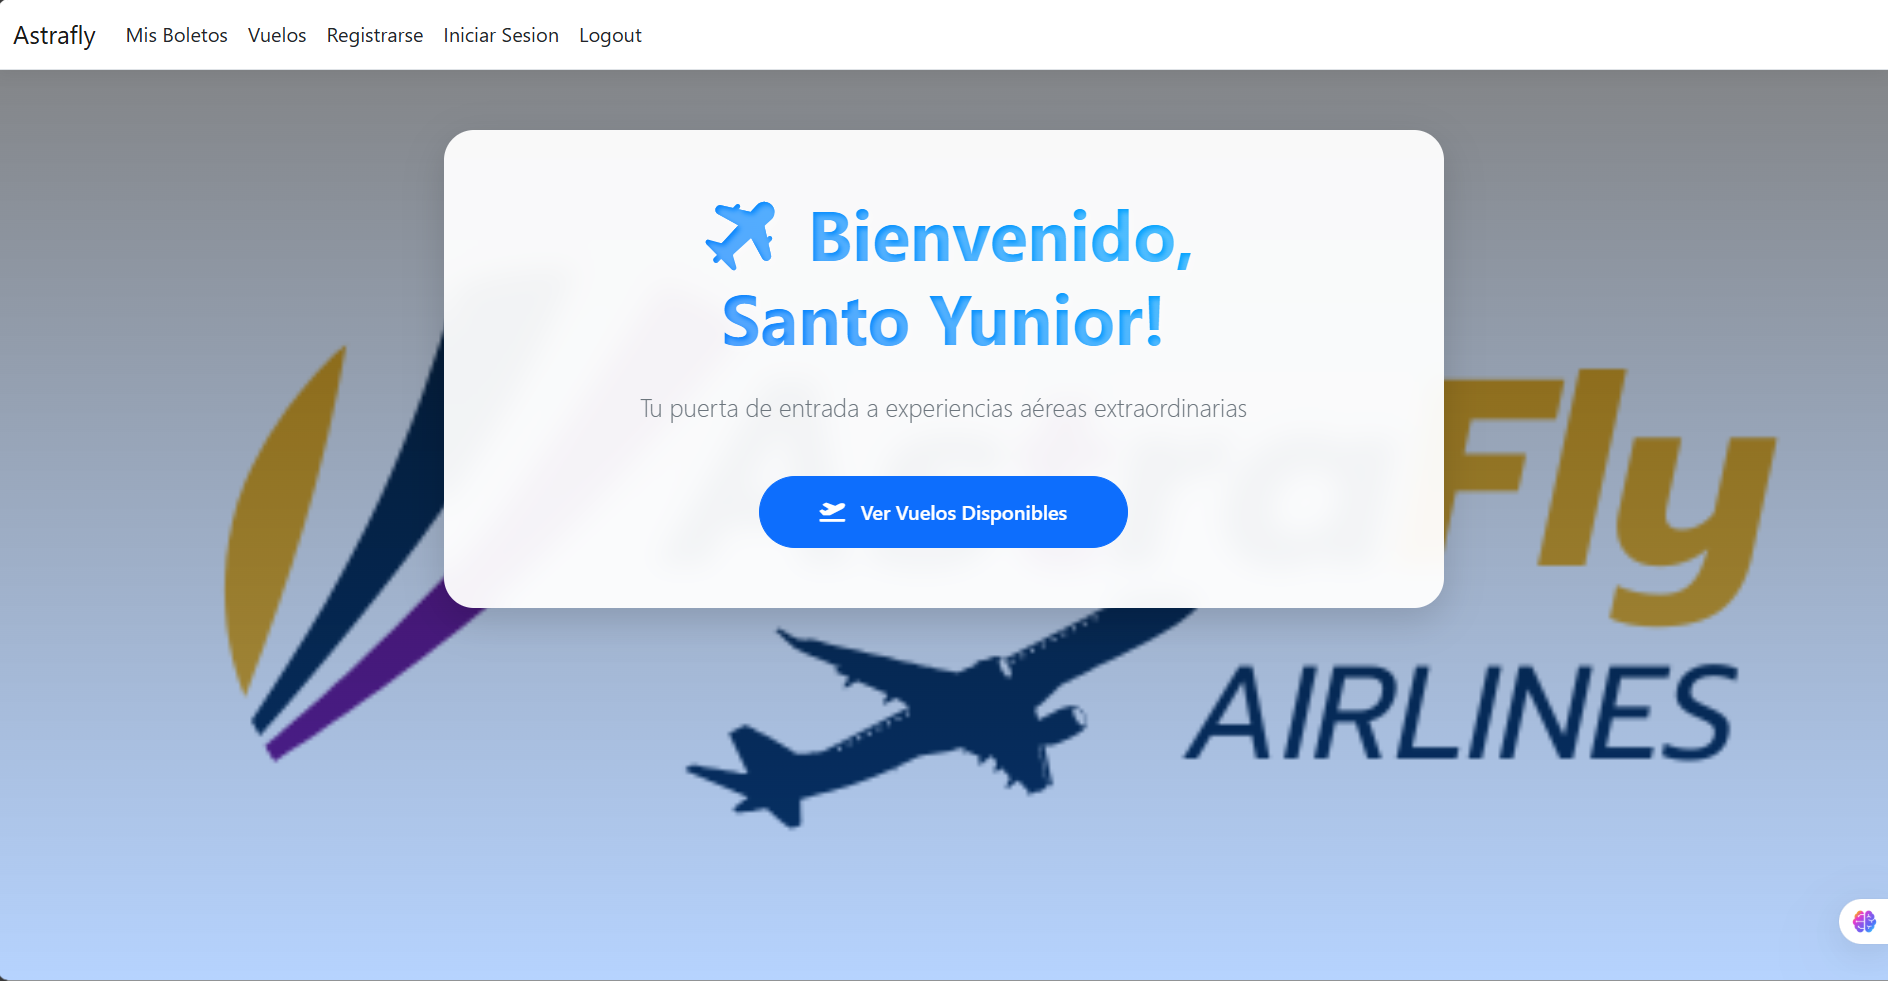 Astrafly Mis Boletos Vuelos Registrarse Iniciar Sesion Logout
Bienvenido,
Santo Yunior!
Tu puerta de entrada a experiencias aéreas extraordinarias
Ver Vuelos Disponibles
AstraFly
AIRLINES